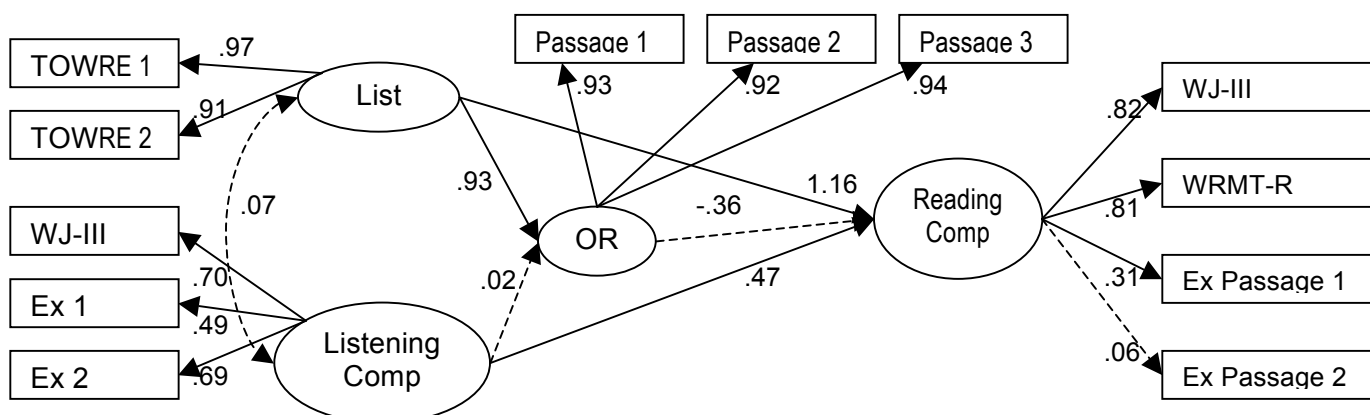 Passage 1
Passage 2
Passage 3
TOWRE 1
.97
List
.93
.92
.94
WJ-III
.82
TOWRE 2
.91
.07
.93
1.16
-.36
Reading
Comp
WRMT-R
.81
WJ-III
.70
OR
.02
.47
Ex Passage 1
.31
Ex 1
.49
Listening
Comp
Ex 2
.69
Ex Passage 2
.06